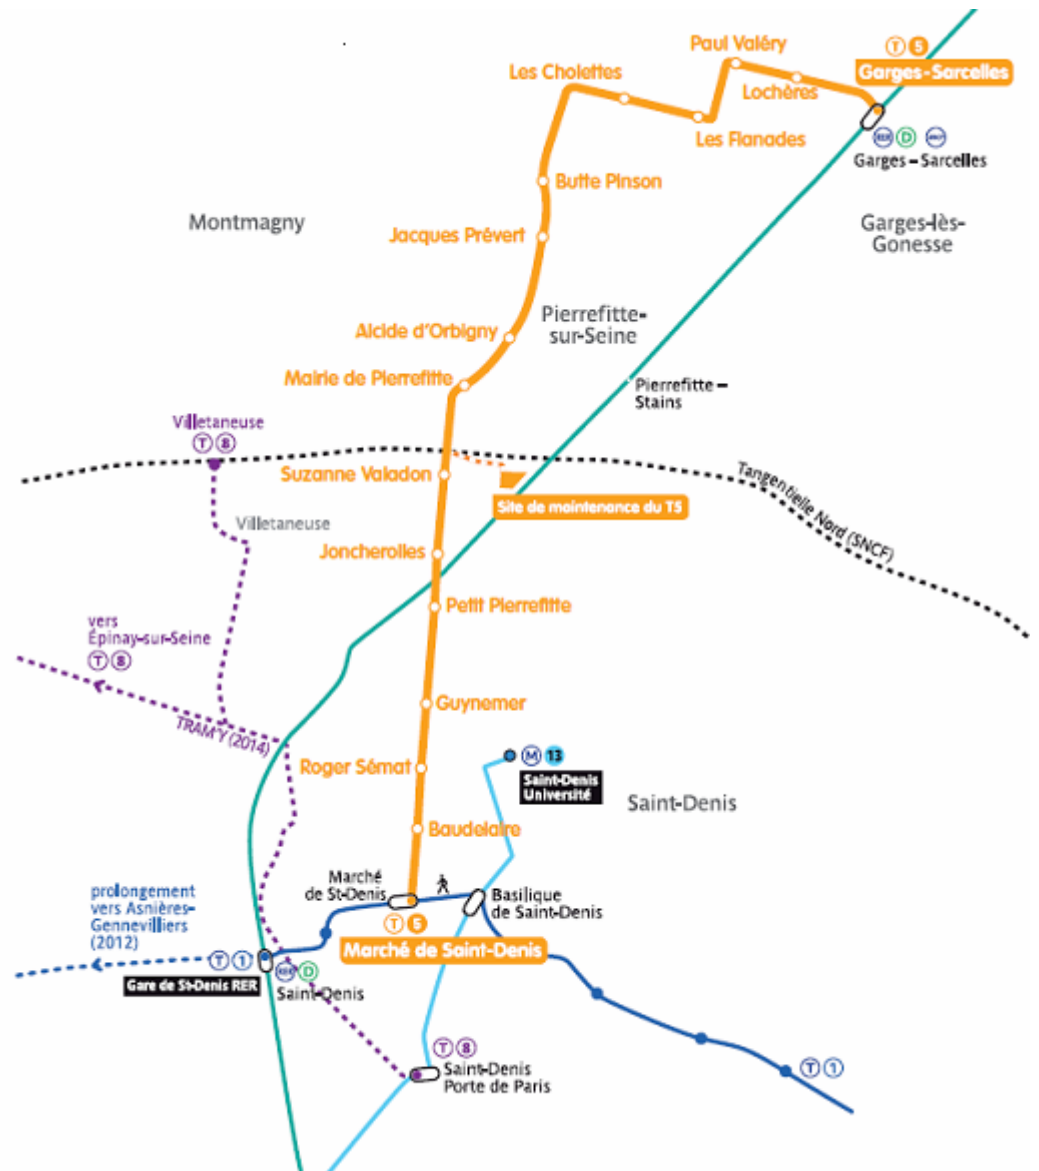 Paul Valéry
T 5
Garges-Sarcelles
Les Cholettes
Lochères
Les Flanades
RER D SNCF
Garges – Sarcelles
Butte Pinson
Montmagny
Jacques Prévert
Garges-lès-
Gonesse
Pierrefitte-
sur-Seine
Alcide d'Orbigny
Mairie de Pierrefitte
Pierrefitte –
Stains
Villetaneuse
T 8
Suzanne Valadon
Tangentielle Nord (SNCF)
Site de maintenance du T5
Villetaneuse
Joncherolles
Petit Pierrefitte
vers
Épinay-sur-Seine
T 8
Guynemer
TRAM'Y (2014)
Roger Sémat
M 13
Saint-Denis
Université
Saint-Denis
Baudelaire
Marché
de St-Denis
Basilique
de Saint-Denis
prolongement
vers Asnières-
Gennevilliers
(2012)
T 5
Marché de Saint-Denis
T 1
Gare de St-Denis RER
RER D
Saint-Denis
T 8
Saint-Denis
Porte de Paris
T 1